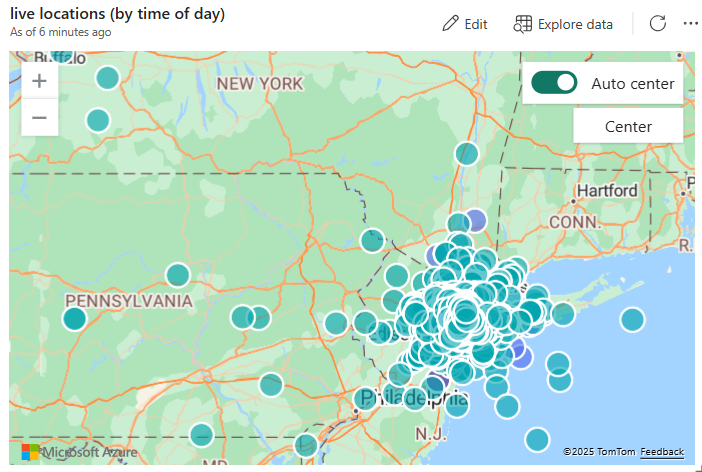 live locations (by time of day)
As of 6 minutes ago
Edit
Explore data
Buffalo
+
−
NEW YORK
Auto center
Center
Hartford
CONN.
R.
PENNSYLVANIA
Philadelphia
N.J.
MD
Microsoft Azure
©2025 TomTom Feedback